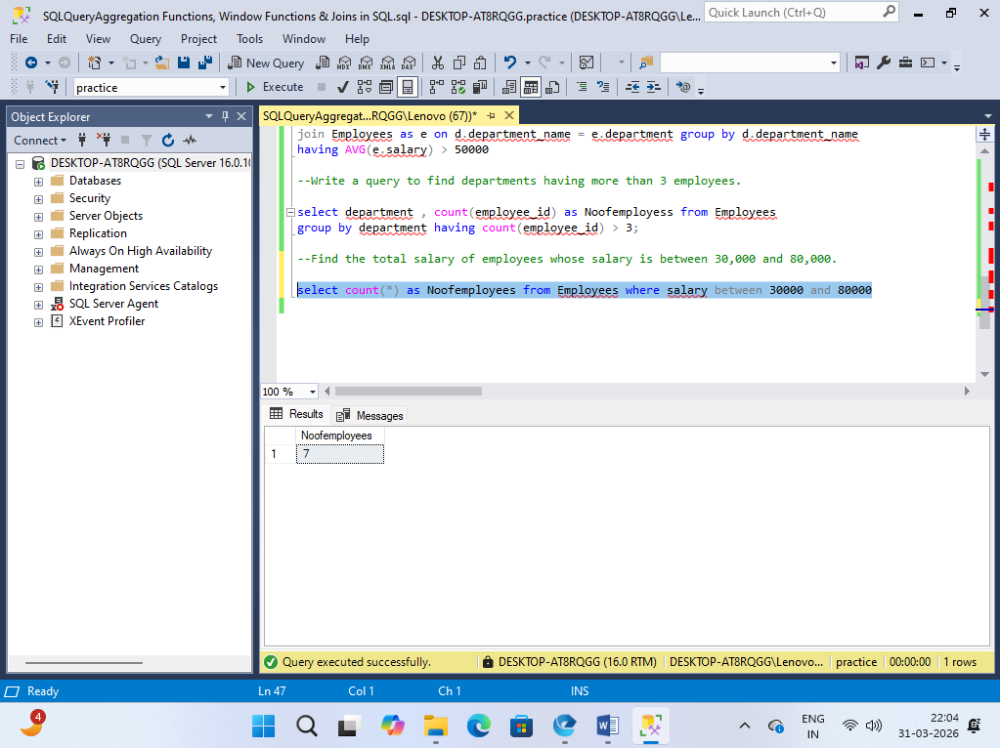 SQLQueryAggregation Functions, Window Functions & Joins in SQL.sql - DESKTOP-AT8RQGG.practice (DESKTOP-AT8RQGG\Le...
Quick Launch (Ctrl+Q)
File Edit View Query Project Tools Window Help
New Query MDX DMX XMLA DAX
practice Execute
Object Explorer
SQLQueryAggregat...RQGG\Lenovo (67))*
Connect
DESKTOP-AT8RQGG (SQL Server 16.0.10
Databases
Security
Server Objects
Replication
Always On High Availability
Management
Integration Services Catalogs
SQL Server Agent
XEvent Profiler
join Employees as e on d.department_name = e.department group by d.department_name
having AVG(e.salary) > 50000
--Write a query to find departments having more than 3 employees.
select department , count(employee_id) as Noofemployess from Employees
group by department having count(employee_id) > 3;
--Find the total salary of employees whose salary is between 30,000 and 80,000.
select count(*) as Noofemployees from Employees where salary between 30000 and 80000
100 %
Results Messages
Noofemployees
1 7
Query executed successfully. DESKTOP-AT8RQGG (16.0 RTM) DESKTOP-AT8RQGG\Lenovo... practice 00:00:00 1 rows
Ready Ln 47 Col 1 Ch 1 INS
4
ENG
IN
22:04
31-03-2026